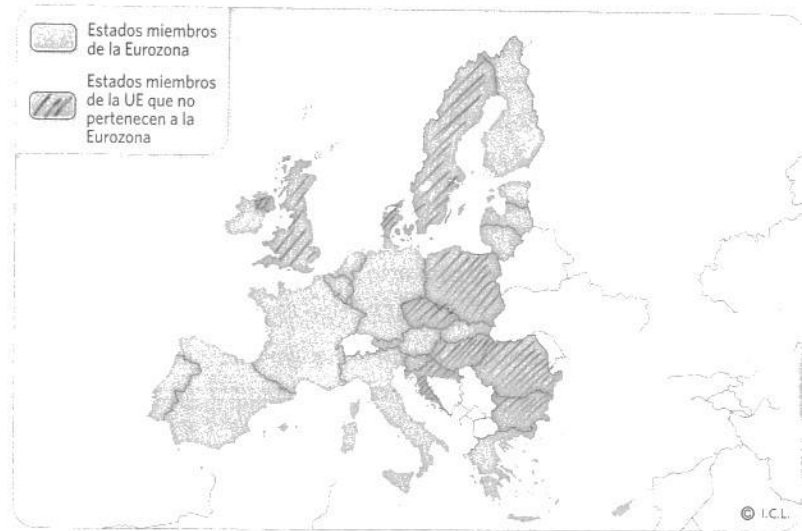 Estados miembros
de la Eurozona
Estados miembros
de la UE que no
pertenecen a la
Eurozona
© I.C.L.